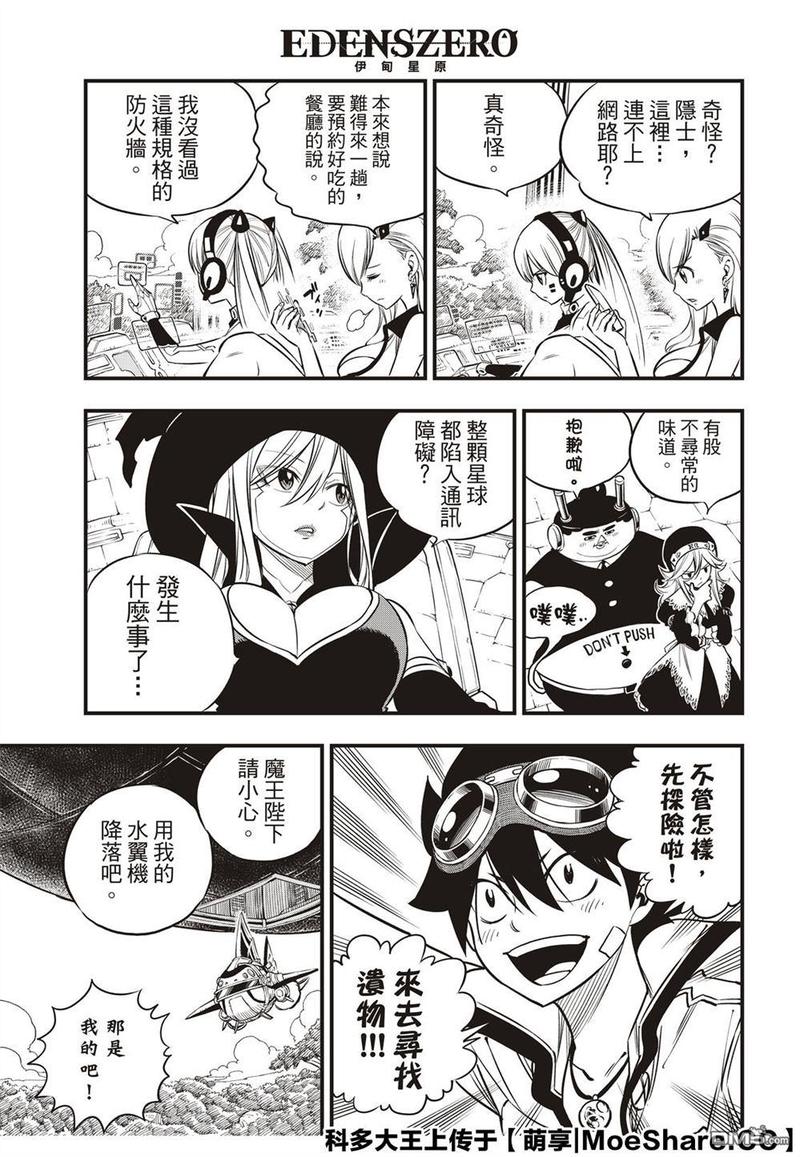 EDENSZERO
伊甸星原
奇怪？
隱士，
這裡…
連不上
網路耶？
真奇怪。
本來想說
難得來一趟，
要預約好吃的
餐廳的說。
我沒看過
這種規格的
防火牆。
有股
不尋常的
味道。
抱歉啦。
噗噗..
DON'T PUSH
整顆星球
都陷入通訊
障礙？
發生
什麼事了…
不管怎樣，
先探險啦！
來去尋找
遺物!!!
魔王陛下
請小心。
用我的
水翼機
降落吧。
那是
我的吧！
科多大王上传于【萌享|MoeShare.CC】